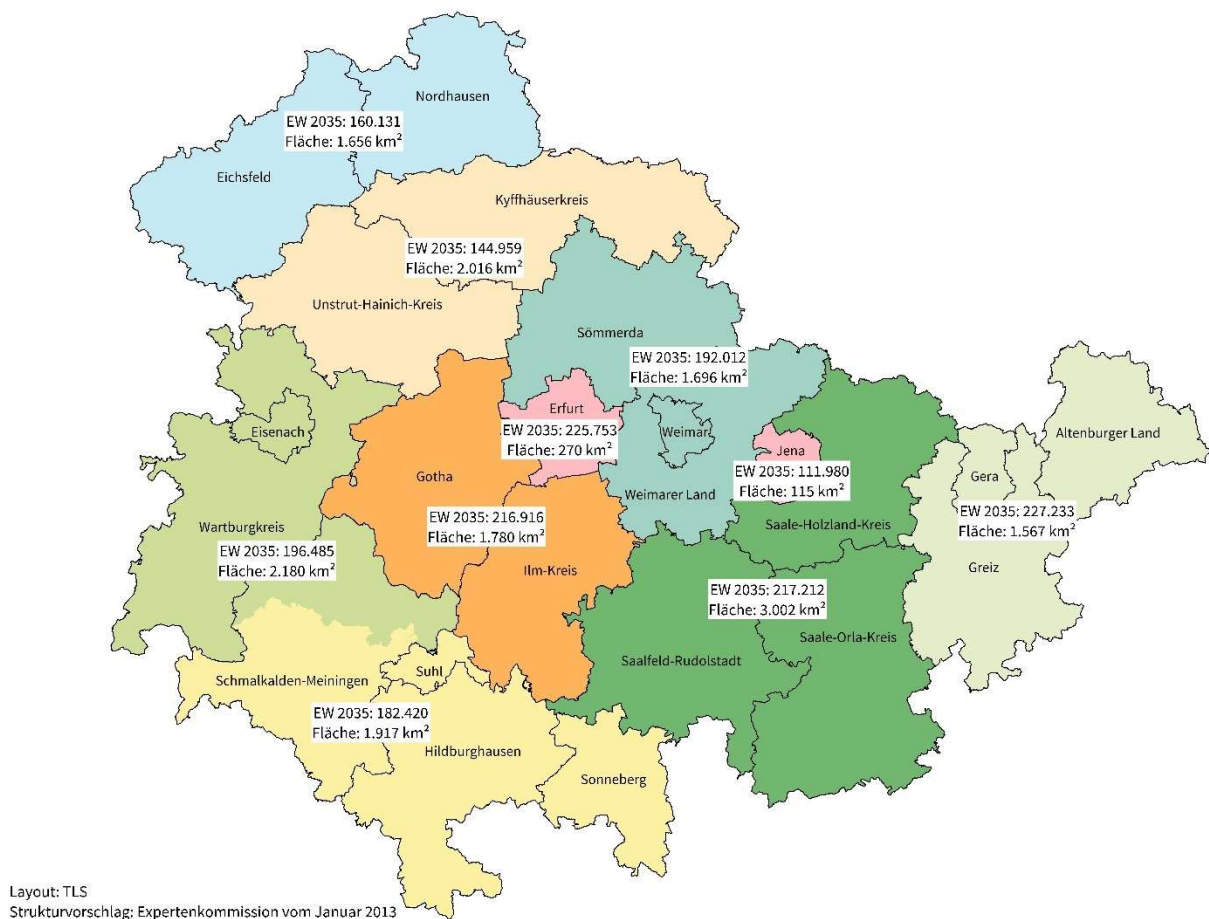 Nordhausen
EW 2035: 160.131
Fläche: 1.656 km²
Eichsfeld
Kyffhäuserkreis
EW 2035: 144.959
Fläche: 2.016 km²
Unstrut-Hainich-Kreis
Sömmerda
EW 2035: 192.012
Fläche: 1.696 km²
Erfurt
EW 2035: 225.753
Fläche: 270 km²
Eisenach
Weimar
Jena
EW 2035: 111.980
Fläche: 115 km²
Altenburger Land
Gotha
Gera
Weimarer Land
EW 2035: 227.233
Fläche: 1.567 km²
Wartburgkreis
EW 2035: 216.916
Fläche: 1.780 km²
Saale-Holzland-Kreis
EW 2035: 196.485
Fläche: 2.180 km²
Ilm-Kreis
Greiz
EW 2035: 217.212
Fläche: 3.002 km²
Saale-Orla-Kreis
Saalfeld-Rudolstadt
Suhl
Schmalkalden-Meiningen
EW 2035: 182.420
Fläche: 1.917 km²
Hildburghausen
Sonneberg
Layout: TLS
Strukturvorschlag: Expertenkommission vom Januar 2013